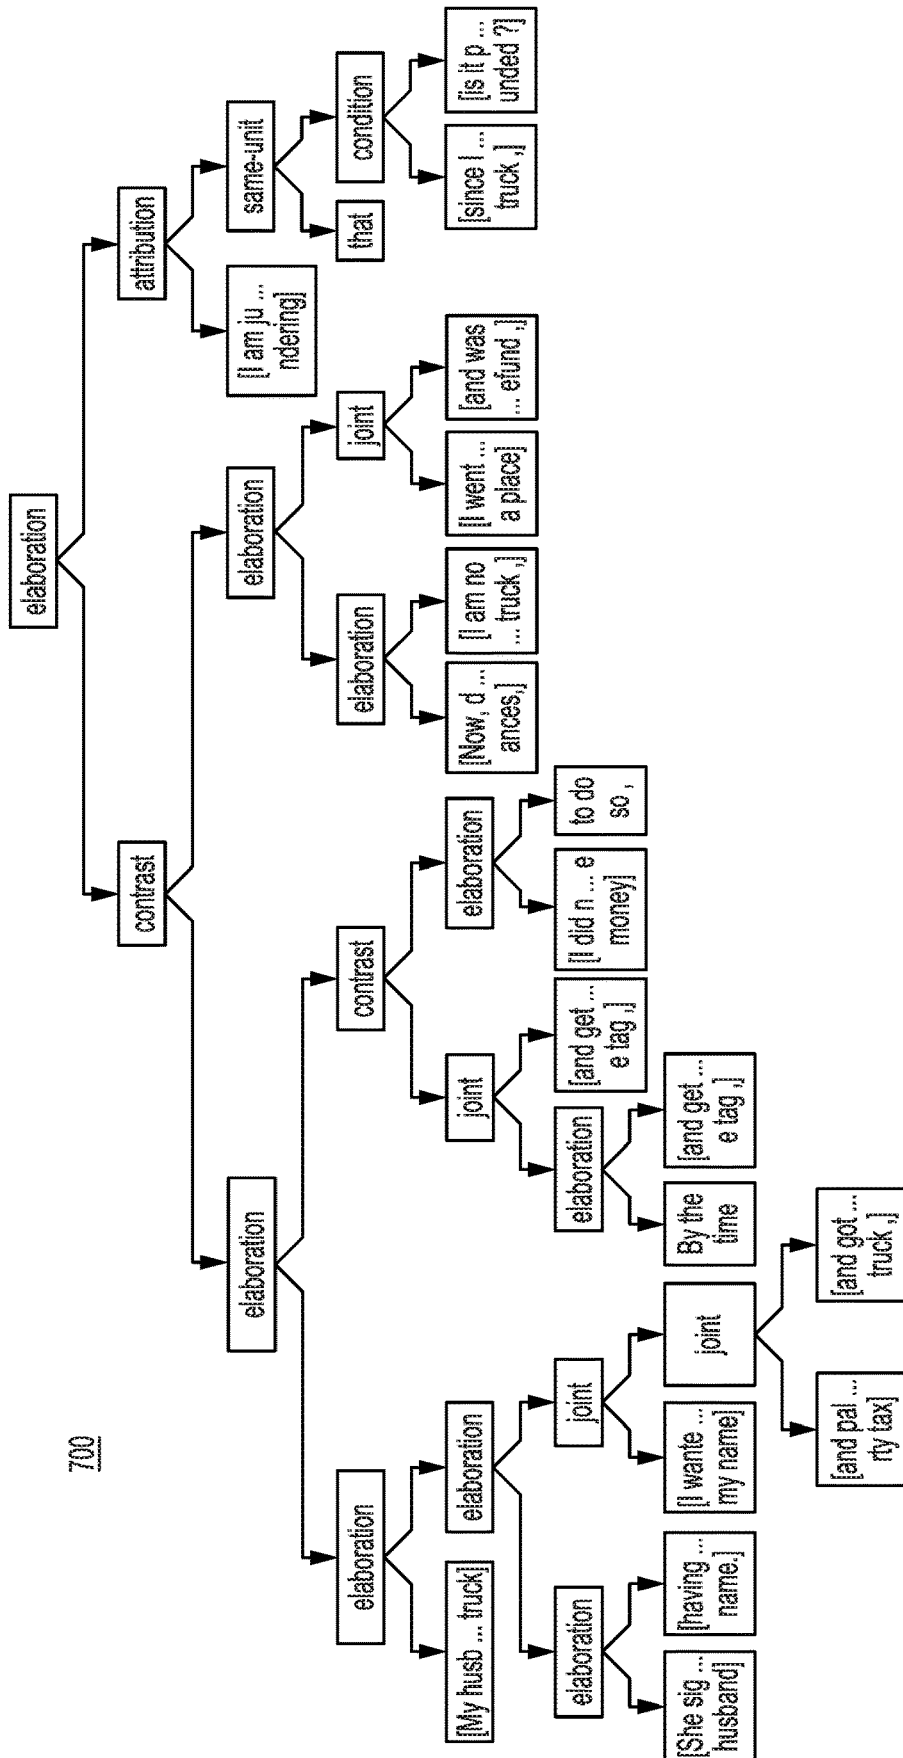 700
elaboration
contrast
attribution
elaboration
elaboration
[I am ju ...
ndering]
same-unit
elaboration
contrast
elaboration
joint
that
condition
[My husb ... truck]
elaboration
joint
elaboration
[Now, d ...
ances,]
[I am no
... truck ,]
[I went ...
a place]
[and was
... efund ,]
[since I ...
truck ,]
[is it p ...
unded ?]
elaboration
joint
elaboration
[and get ...
e tag ,]
[I did n ... e
money]
to do
so ,
[She sig ...
husband]
[having ...
name.]
[I wante ...
my name]
joint
By the
time
[and get ...
e tag ,]
[and pal ...
rty tax]
[and got ...
truck ,]